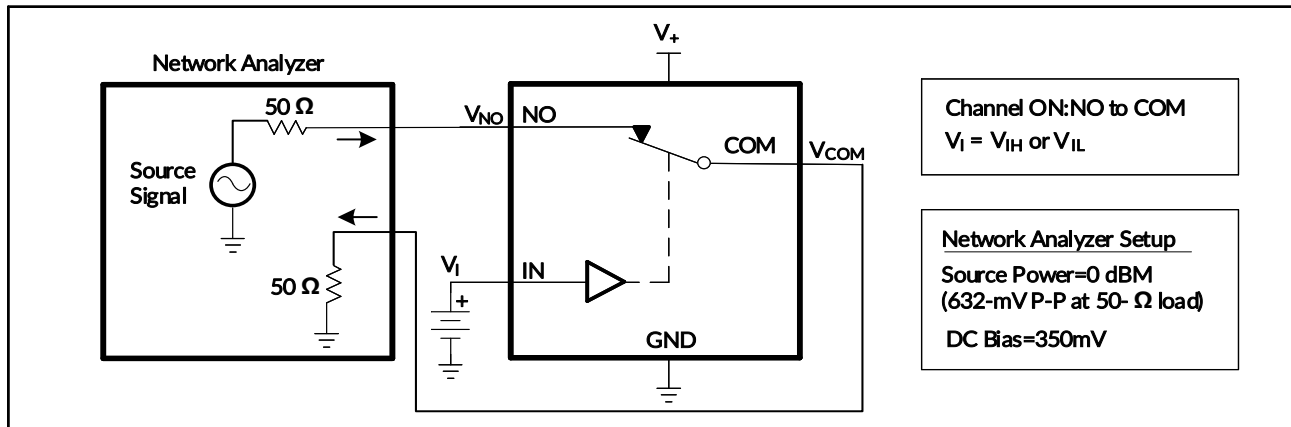 V+
Network Analyzer
50 Ω
VNO
NO
COM
VCOM
Source
Signal
50 Ω
VI
IN
+
GND
Channel ON:NO to COM
VI = VIH or VIL
Network Analyzer Setup
Source Power=0 dBM
(632-mV P-P at 50- Ω load)
DC Bias=350mV